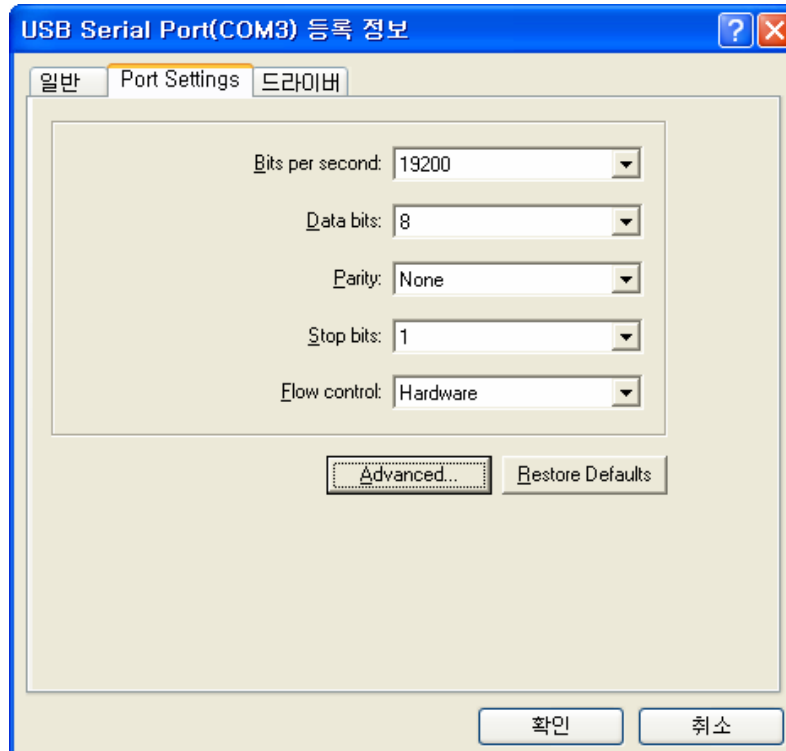 USB Serial Port(COM3) 등록 정보
일반 Port Settings 드라이버
Bits per second: 19200
Data bits: 8
Parity: None
Stop bits: 1
Flow control: Hardware
Advanced... Restore Defaults
확인 취소